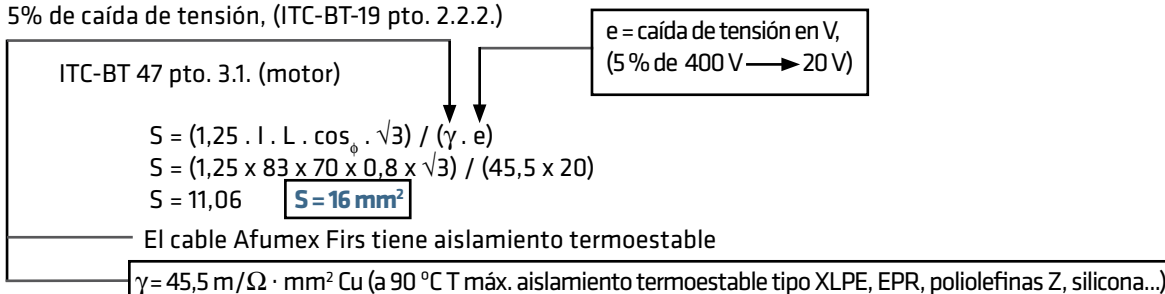 5% de caída de tensión, (ITC-BT-19 pto. 2.2.2.)
e = caída de tensión en V,
(5 % de 400 V → 20 V)
ITC-BT 47 pto. 3.1. (motor)
S = (1,25 . I . L . cosϕ . √3) / (γ . e)
S = (1,25 x 83 x 70 x 0,8 x √3) / (45,5 x 20)
S = 11,06 S = 16 mm²
El cable Afumex Firs tiene aislamiento termoestable
γ = 45,5 m/Ω · mm² Cu (a 90 ºC T máx. aislamiento termoestable tipo XLPE, EPR, poliolefinas Z, silicona...)